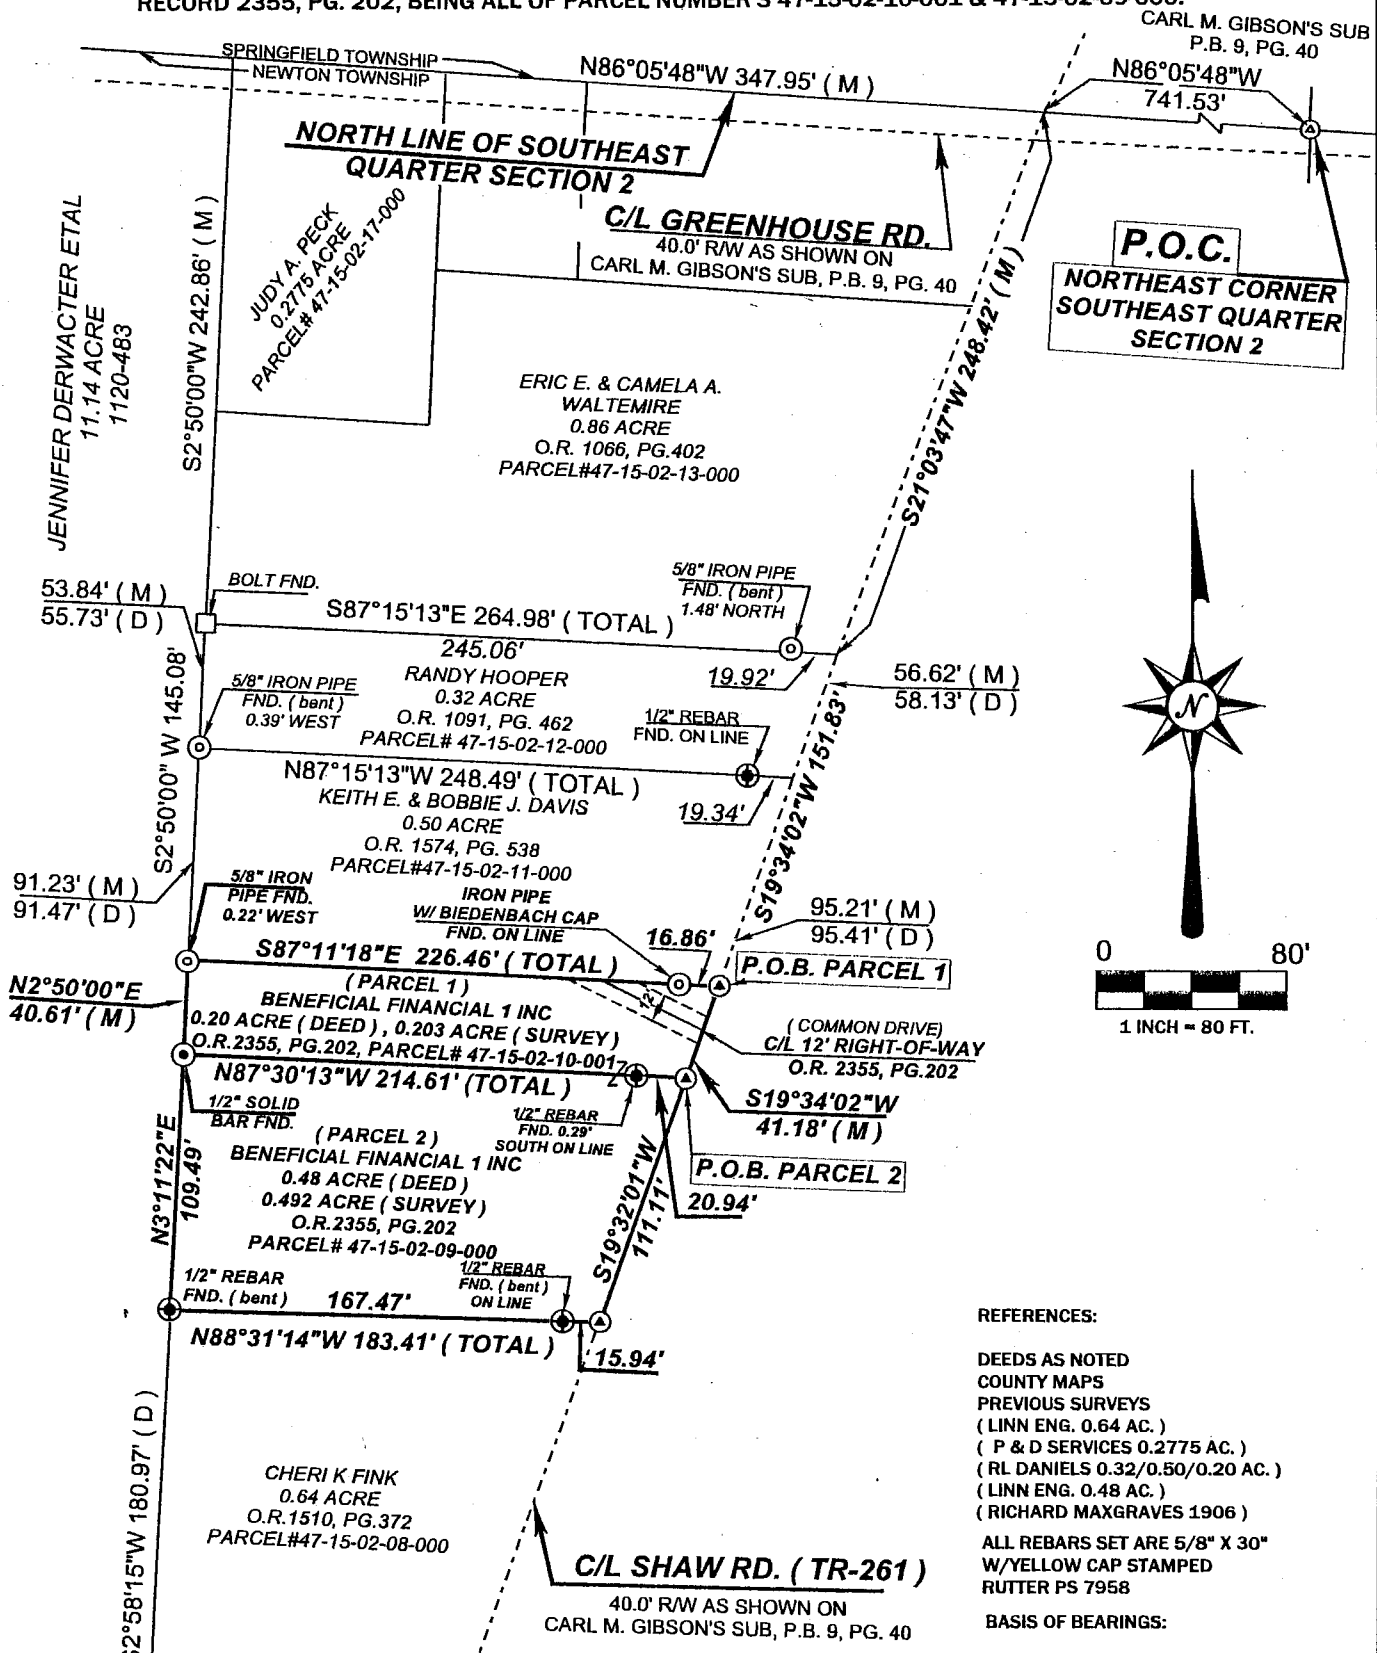 RECORD 2355, PG. 202, BEING ALL OF PARCEL NUMBER'S 47-15-02-10-001 & 47-15-02-09-000.
CARL M. GIBSON'S SUB
P.B. 9, PG. 40
SPRINGFIELD TOWNSHIP
NEWTON TOWNSHIP
N86°05'48"W 347.95' ( M )
N86°05'48"W
741.53'
NORTH LINE OF SOUTHEAST
QUARTER SECTION 2
C/L GREENHOUSE RD.
40.0' R/W AS SHOWN ON
CARL M. GIBSON'S SUB, P.B. 9, PG. 40
P.O.C.
NORTHEAST CORNER
SOUTHEAST QUARTER
SECTION 2
JENNIFER DERWACTER ETAL
11.14 ACRE
1120-483
S2°50'00"W 242.86' ( M )
JUDY A. PECK
0.2775 ACRE
PARCEL# 47-15-02-17-000
ERIC E. & CAMELA A.
WALTEMIRE
0.86 ACRE
O.R. 1066, PG.402
PARCEL#47-15-02-13-000
S21°03'47"W 248.42' ( M )
53.84' ( M )
55.73' ( D )
BOLT FND.
S87°15'13"E 264.98' ( TOTAL )
245.06'
5/8" IRON PIPE
FND. ( bent )
1.48' NORTH
19.92'
56.62' ( M )
58.13' ( D )
S2°50'00" W 145.08'
5/8" IRON PIPE
FND. ( bent )
0.39' WEST
RANDY HOOPER
0.32 ACRE
O.R. 1091, PG. 462
PARCEL# 47-15-02-12-000
1/2" REBAR
FND. ON LINE
N87°15'13"W 248.49' ( TOTAL )
19.34'
S19°34'02"W 151.83'
KEITH E. & BOBBIE J. DAVIS
0.50 ACRE
O.R. 1574, PG. 538
PARCEL#47-15-02-11-000
91.23' ( M )
91.47' ( D )
5/8" IRON
PIPE FND.
0.22' WEST
IRON PIPE
W/ BIEDENBACH CAP
FND. ON LINE
16.86'
95.21' ( M )
95.41' ( D )
S87°11'18"E 226.46' ( TOTAL )
P.O.B. PARCEL 1
N2°50'00"E
40.61' ( M )
( PARCEL 1 )
BENEFICIAL FINANCIAL 1 INC
0.20 ACRE ( DEED ) , 0.203 ACRE ( SURVEY )
O.R.2355, PG.202, PARCEL# 47-15-02-10-001
12'
( COMMON DRIVE)
C/L 12' RIGHT-OF-WAY
O.R. 2355, PG.202
N87°30'13"W 214.61' (TOTAL )
1/2" SOLID
BAR FND.
1/2" REBAR
FND. 0.29'
SOUTH ON LINE
S19°34'02"W
41.18' ( M )
P.O.B. PARCEL 2
20.94'
N3°11'22"E
109.49'
( PARCEL 2 )
BENEFICIAL FINANCIAL 1 INC
0.48 ACRE ( DEED )
0.492 ACRE ( SURVEY )
O.R.2355, PG.202
PARCEL# 47-15-02-09-000
S19°32'01"W
111.11'
1/2" REBAR
FND. ( bent )
167.47'
1/2" REBAR
FND. ( bent )
ON LINE
N88°31'14"W 183.41' ( TOTAL )
15.94'
S2°58'15"W 180.97' ( D )
CHERI K FINK
0.64 ACRE
O.R.1510, PG.372
PARCEL#47-15-02-08-000
C/L SHAW RD. ( TR-261 )
40.0' R/W AS SHOWN ON
CARL M. GIBSON'S SUB, P.B. 9, PG. 40
N
0 80'
1 INCH = 80 FT.
REFERENCES:
DEEDS AS NOTED
COUNTY MAPS
PREVIOUS SURVEYS
( LINN ENG. 0.64 AC. )
( P & D SERVICES 0.2775 AC. )
( RL DANIELS 0.32/0.50/0.20 AC. )
( LINN ENG. 0.48 AC. )
( RICHARD MAXGRAVES 1906 )
ALL REBARS SET ARE 5/8" X 30"
W/YELLOW CAP STAMPED
RUTTER PS 7958
BASIS OF BEARINGS: